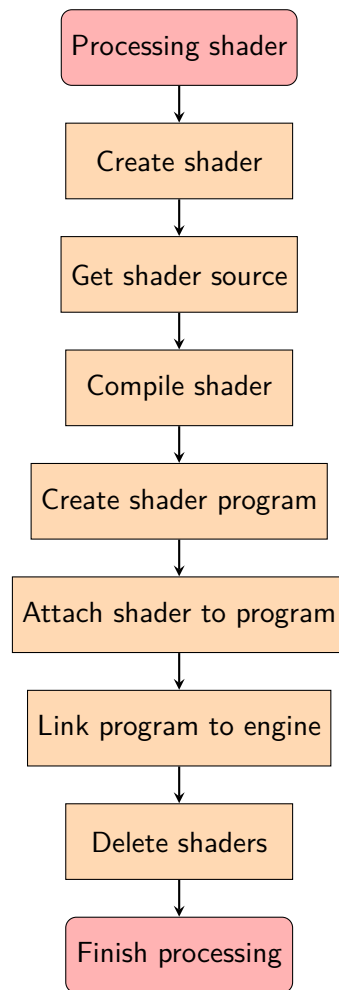 Processing shader
Create shader
Get shader source
Compile shader
Create shader program
Attach shader to program
Link program to engine
Delete shaders
Finish processing